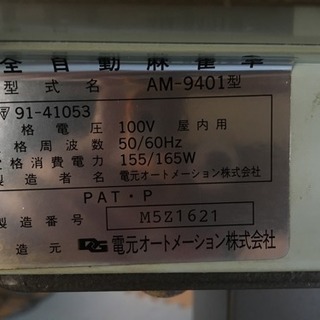 全自動麻雀卓
型式名 AM-9401型
91-41053
格電圧 100V 屋内用
格周波数 50/60Hz
格消費電力 155/165W
製造者名 電元オートメーション株式会社
PAT・P
製造番号 M5Z1621
造元 電元オートメーション株式会社